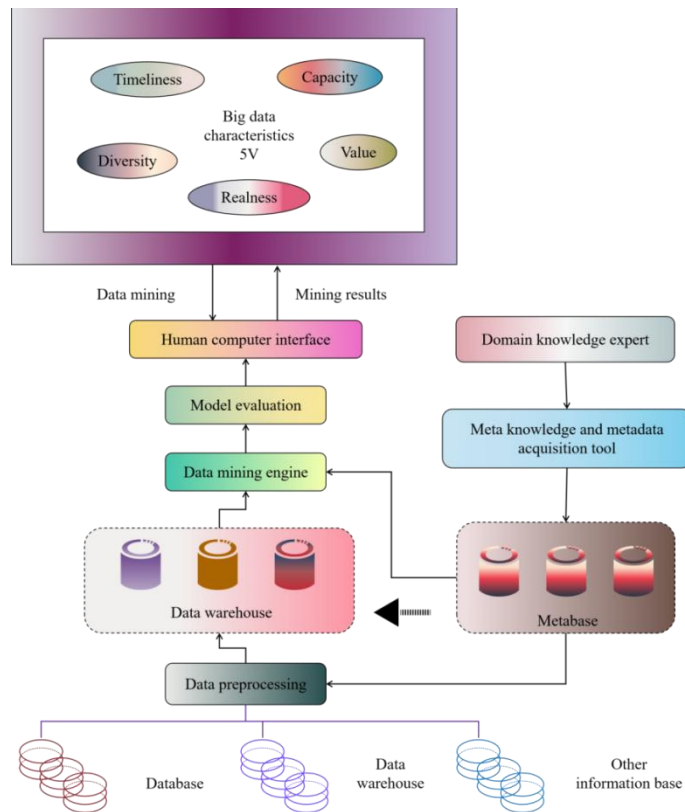 Timeliness
Capacity
Big data
characteristics
5V
Diversity
Value
Realness
Data mining
Mining results
Human computer interface
Domain knowledge expert
Model evaluation
Meta knowledge and metadata
acquisition tool
Data mining engine
Data warehouse
Metabase
Data preprocessing
Database
Data
warehouse
Other
information base